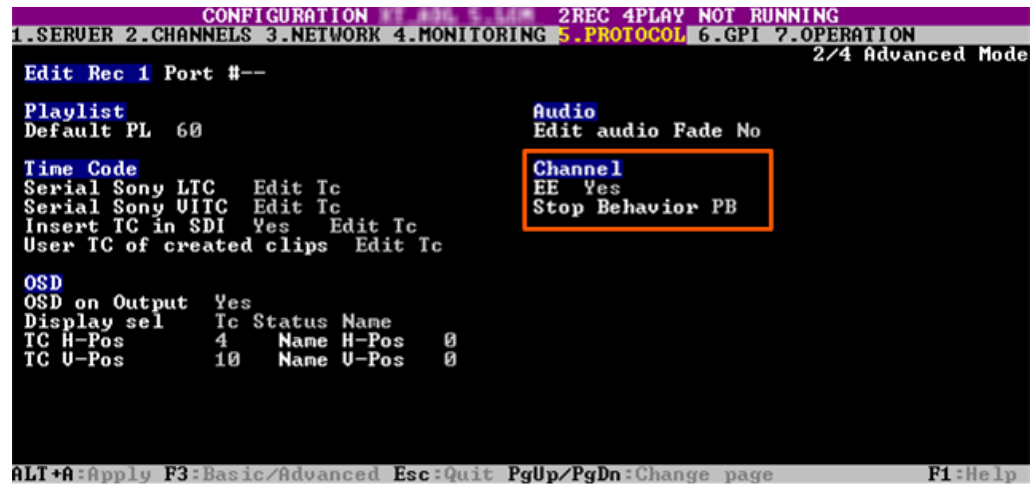 CONFIGURATION 2REC 4PLAY NOT RUNNING
1.SERVER 2.CHANNELS 3.NETWORK 4.MONITORING 5.PROTOCOL 6.GPI 7.OPERATION
2/4 Advanced Mode
Edit Rec 1 Port #--
Playlist
Default PL 60
Audio
Edit audio Fade No
Time Code
Serial Sony LTC Edit Tc
Serial Sony VITC Edit Tc
Insert TC in SDI Yes Edit Tc
User TC of created clips Edit Tc
Channel
EE Yes
Stop Behavior PB
OSD
OSD on Output Yes
Display sel Tc Status Name
TC H-Pos 4 Name H-Pos 0
TC V-Pos 10 Name V-Pos 0
ALT+A:Apply F3:Basic/Advanced Esc:Quit PgUp/PgDn:Change page F1:Help